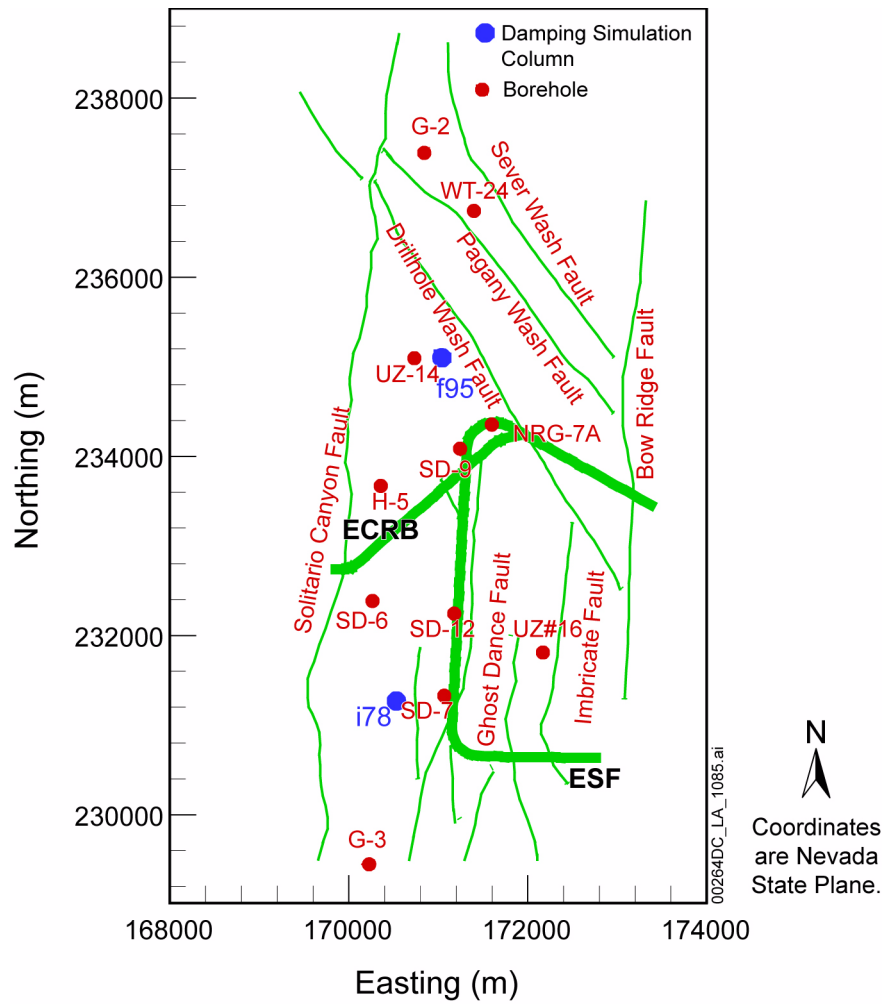 Damping Simulation
Column
Borehole
238000
G-2
Sever Wash Fault
WT-24
Drillhole Wash Fault
Pagany Wash Fault
236000
Bow Ridge Fault
UZ-14
f95
Northing (m)
234000
NRG-7A
SD-9
Solitario Canyon Fault
H-5
ECRB
SD-6
SD-12
Ghost Dance Fault
UZ#16
Imbricate Fault
232000
i78
SD-7
ESF
230000
G-3
00264DC_LA_1085.ai
N
Coordinates
are Nevada
State Plane.
168000
170000
172000
174000
Easting (m)